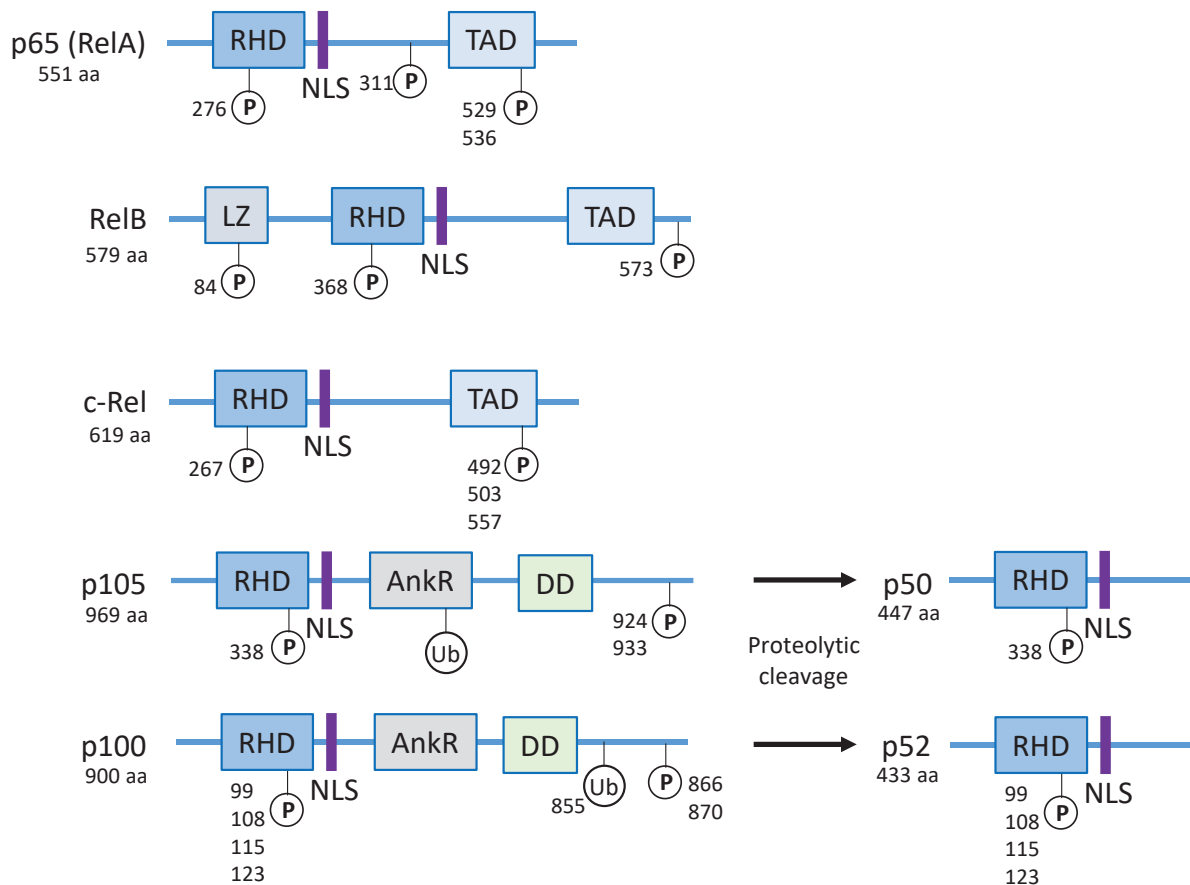 p65 (RelA)
551 aa
RHD
TAD
NLS
276
P
311
P
529
536
P
RelB
579 aa
LZ
RHD
TAD
NLS
84
P
368
P
573
P
c-Rel
619 aa
RHD
TAD
NLS
267
P
492
503
557
P
p105
969 aa
RHD
AnkR
DD
NLS
338
P
Ub
924
933
P
Proteolytic
cleavage
p50
447 aa
RHD
NLS
338
P
p100
900 aa
RHD
AnkR
DD
NLS
99
108
115
123
P
855
Ub
P
866
870
p52
433 aa
RHD
NLS
99
108
115
123
P